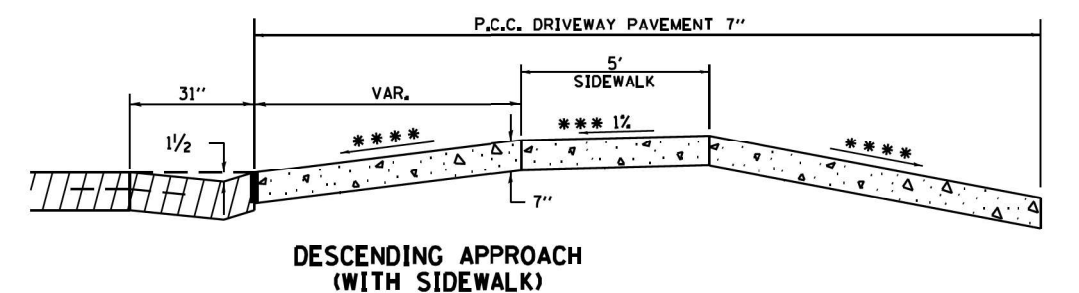 P.C.C. DRIVEWAY PAVEMENT 7"
5'
SIDEWALK
31"
VAR.
1½
****
*** 1%
****
7"
DESCENDING APPROACH
(WITH SIDEWALK)